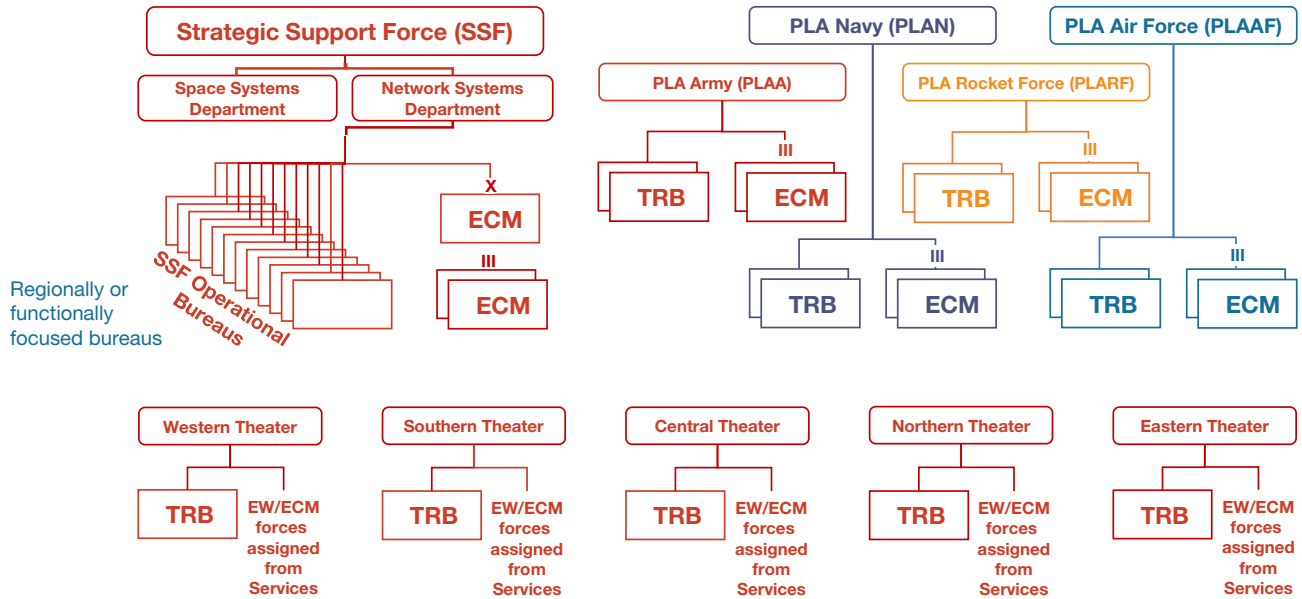 Strategic Support Force (SSF)
Space Systems
Department
Network Systems
Department
X
ECM
III
ECM
SSF Operational
Bureaus
Regionally or
functionally
focused bureaus
PLA Navy (PLAN)
PLA Air Force (PLAAF)
PLA Army (PLAA)
PLA Rocket Force (PLARF)
III
TRB
ECM
III
TRB
ECM
III
TRB
ECM
III
TRB
ECM
Western Theater
TRB
EW/ECM
forces
assigned
from
Services
Southern Theater
TRB
EW/ECM
forces
assigned
from
Services
Central Theater
TRB
EW/ECM
forces
assigned
from
Services
Northern Theater
TRB
EW/ECM
forces
assigned
from
Services
Eastern Theater
TRB
EW/ECM
forces
assigned
from
Services